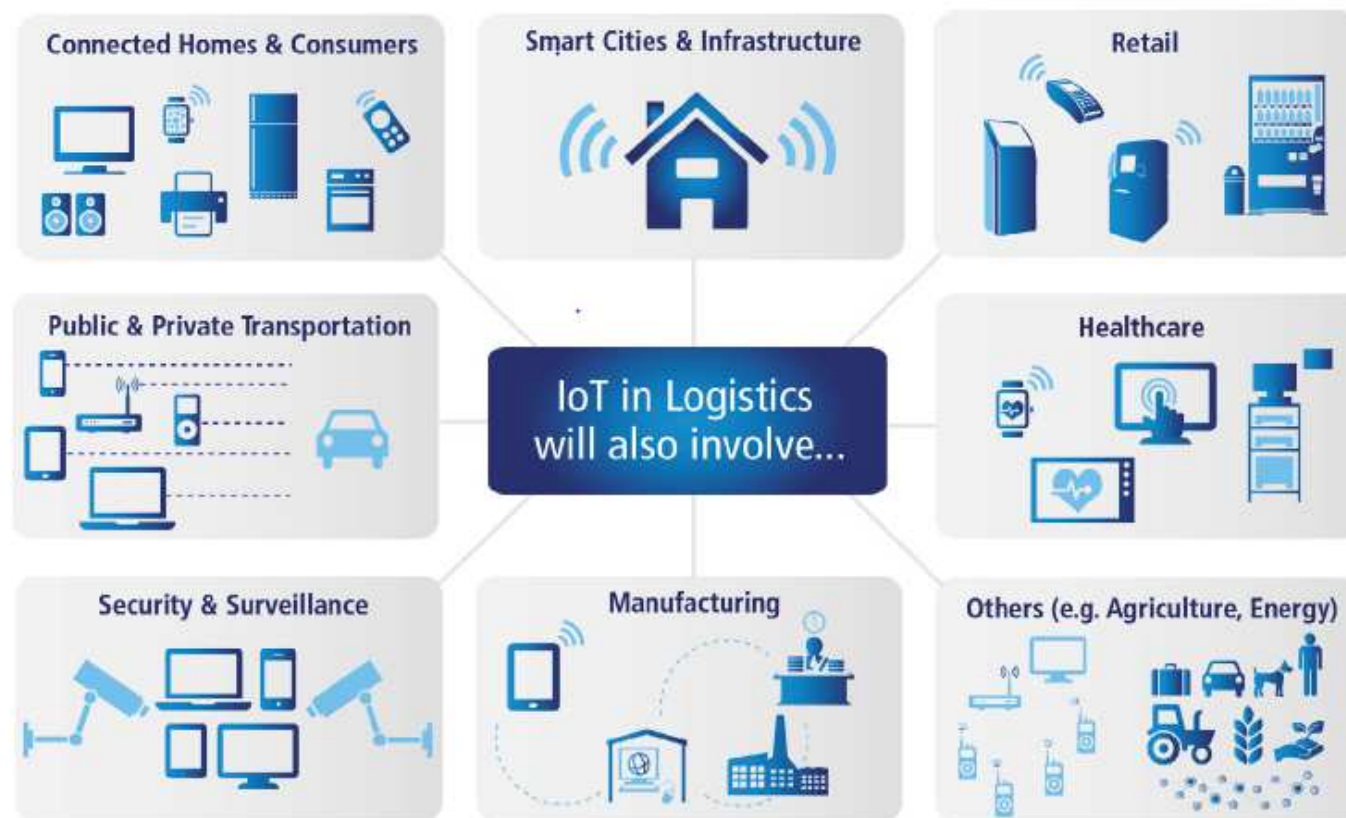 Connected Homes & Consumers
Smart Cities & Infrastructure
Retail
Public & Private Transportation
IoT in Logistics
will also involve...
Healthcare
Security & Surveillance
Manufacturing
Others (e.g. Agriculture, Energy)